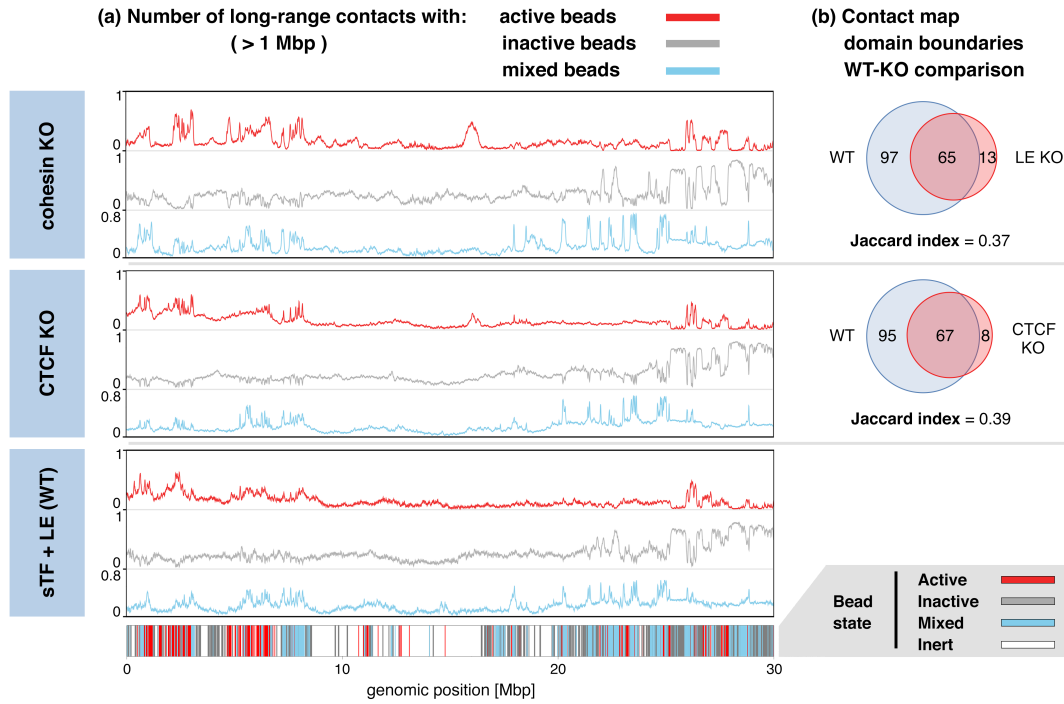 (a) Number of long-range contacts with:
( > 1 Mbp )
active beads
inactive beads
mixed beads
(b) Contact map
domain boundaries
WT-KO comparison
cohesin KO
1
0
1
0
0.8
0
WT
97
65
13
LE KO
Jaccard index = 0.37
CTCF KO
1
0
1
0
0.8
0
WT
95
67
8
CTCF
KO
Jaccard index = 0.39
sTF + LE (WT)
1
0
1
0
0.8
0
Bead
state
Active
Inactive
Mixed
Inert
0
10
20
30
genomic position [Mbp]